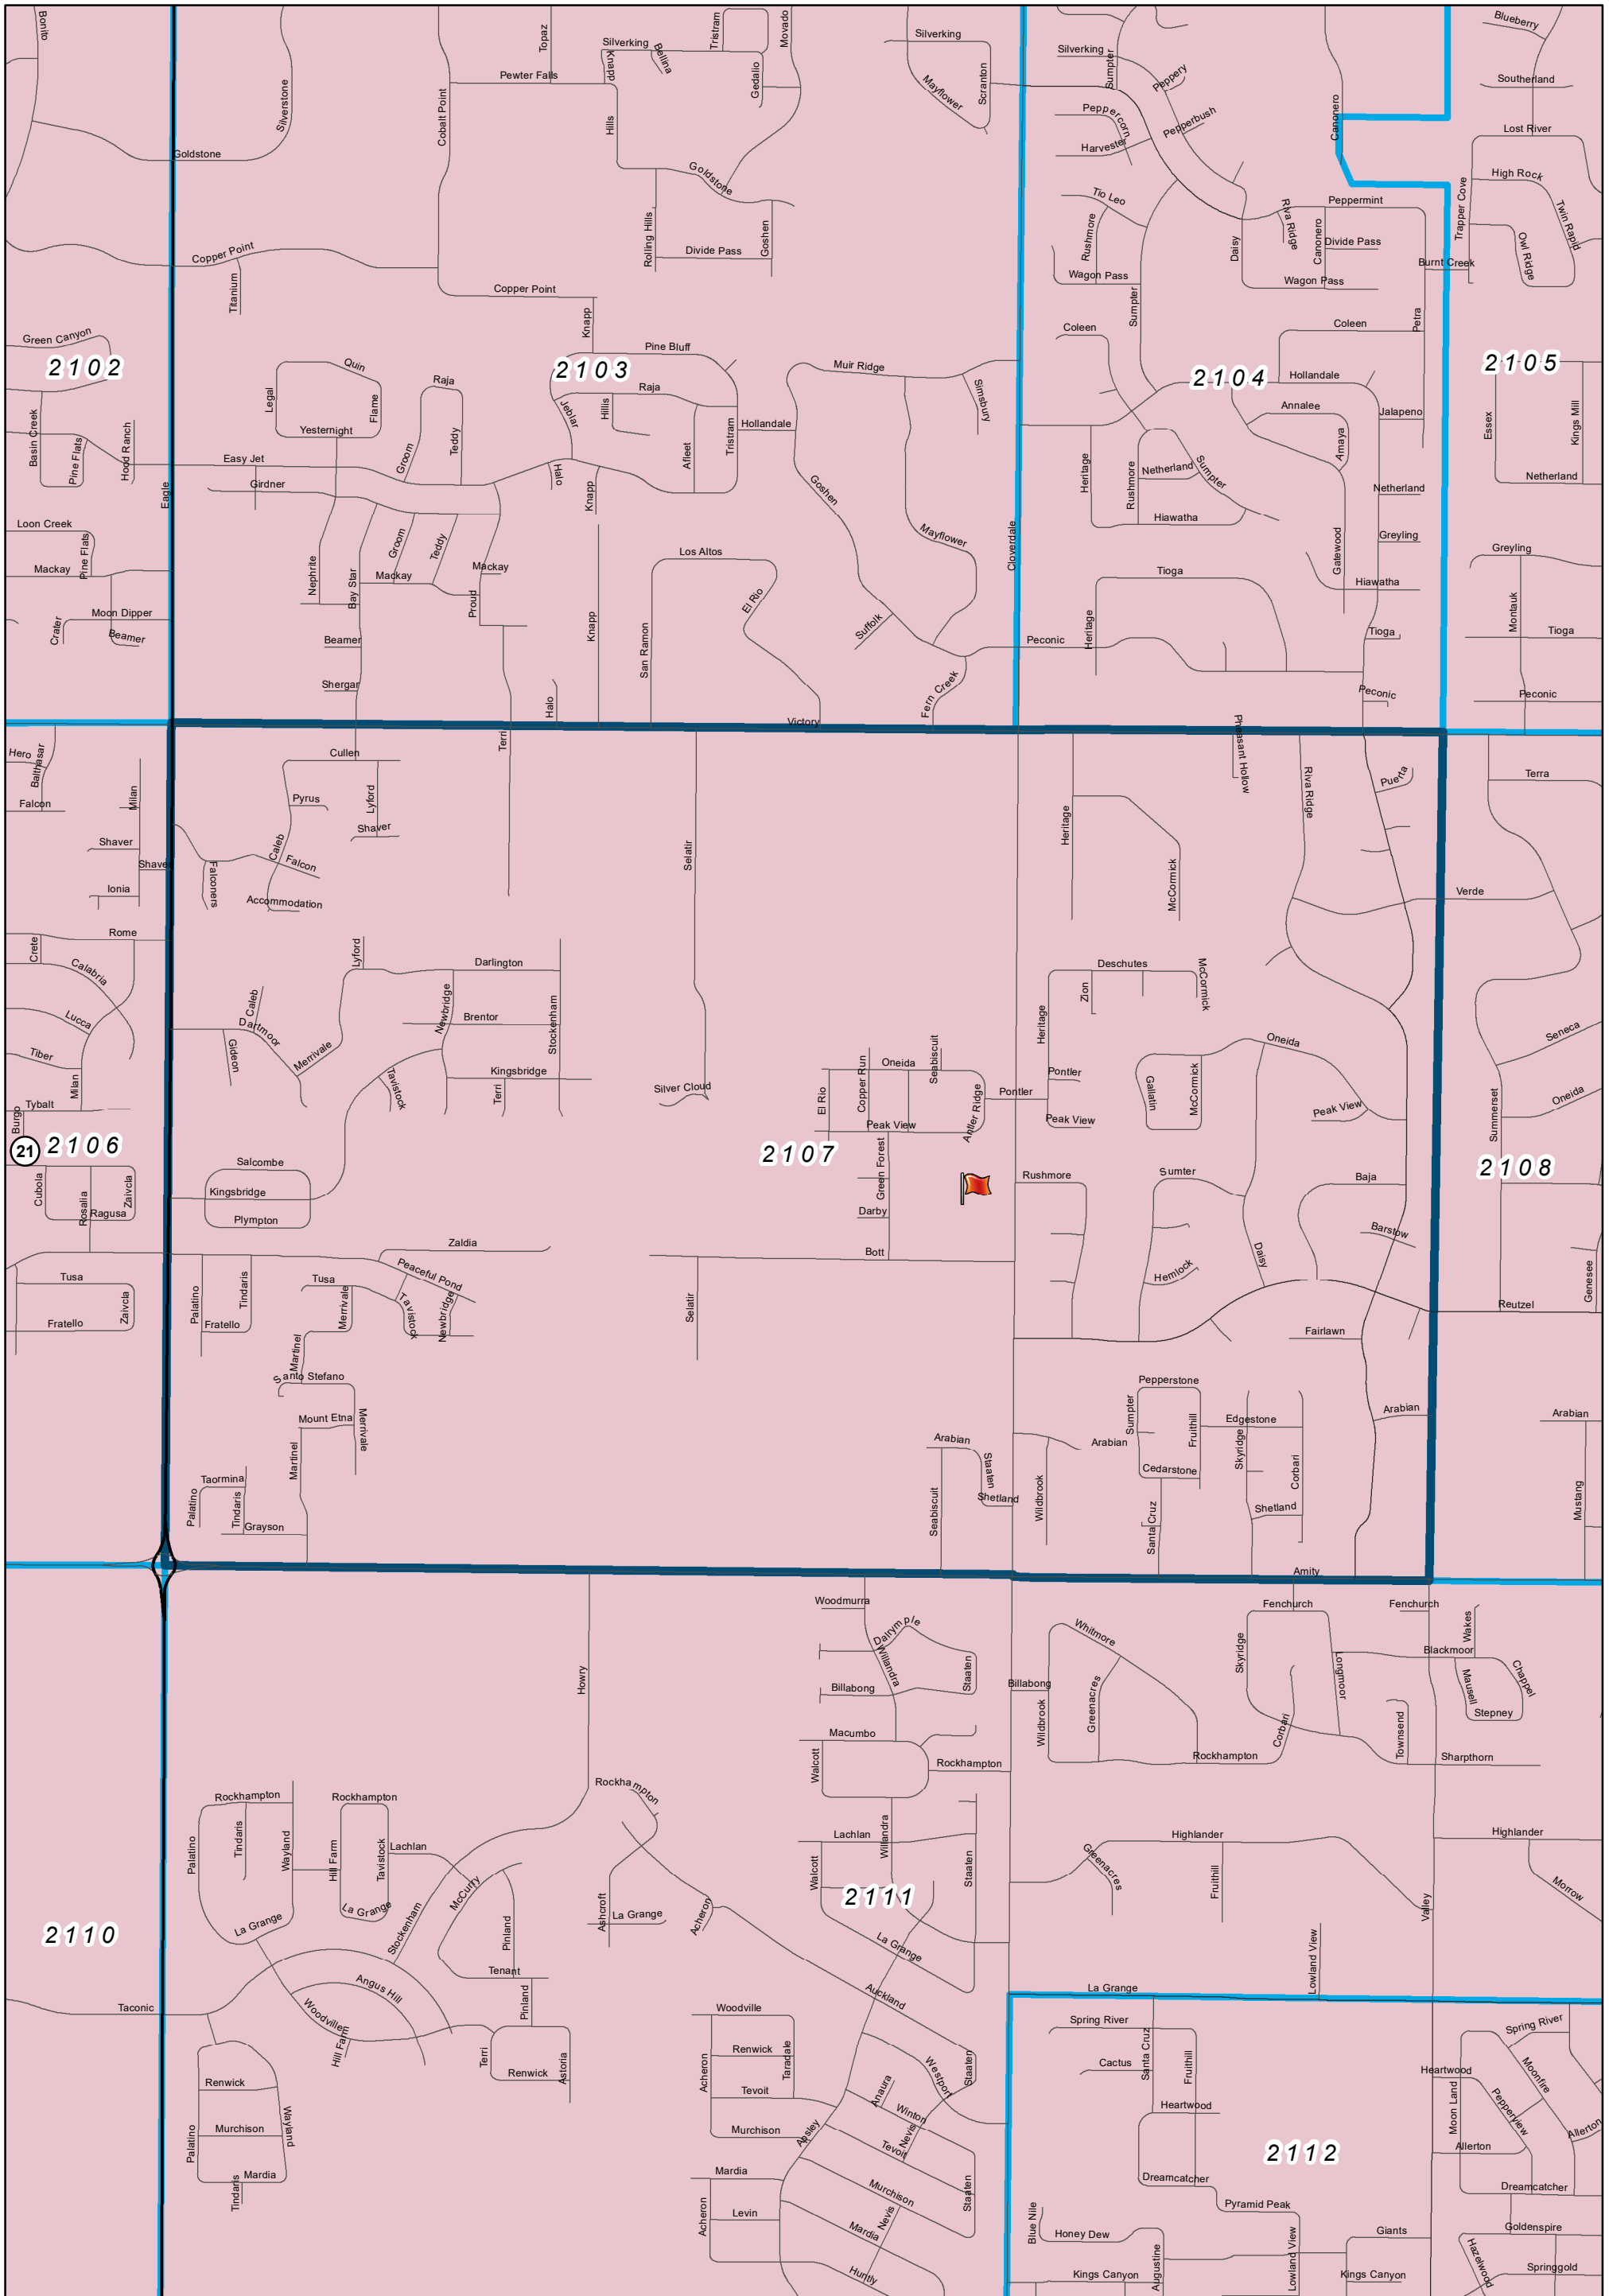 Bonito
Silverstone
Goldstone
Cobalt Point
Topaz
Pewter Falls
Silverking
Knapp
Bellina
Tristram
Gedalio
Movado
Hills
Goldstone
Rolling Hills
Divide Pass
Goshen
Silverking
Mayflower
Scranton
Silverking
Sumpter
Peppery
Peppercorn
Pepperbush
Harvester
Canonero
Blueberry
Southerland
Lost River
High Rock
Twin Rapid
Trapper Cove
Owl Ridge
Burnt Creek
Tio Leo
Rushmore
Wagon Pass
Sumpter
Daisy
Riva Ridge
Canonero
Peppermint
Divide Pass
Wagon Pass
Petra
Copper Point
Titanium
Copper Point
Knapp
Green Canyon
2102
2103
2104
2105
Pine Bluff
Muir Ridge
Simsbury
Coleen
Coleen
Hollandale
Annalee
Amaya
Jalapeno
Essex
Kings Mill
Netherland
Basin Creek
Pine Flats
Hood Ranch
Legal
Quin
Flame
Yesternight
Raja
Groom
Teddy
Jeblar
Hillis
Raja
Afleet
Tristram
Hollandale
Easy Jet
Girdner
Halo
Knapp
Goshen
Mayflower
Heritage
Rushmore
Netherland
Sumpter
Hiawatha
Netherland
Greyling
Gatewood
Hiawatha
Eagle
Loon Creek
Pine Flats
Mackay
Moon Dipper
Crater
Beamer
Nephrite
Bay Star
Groom
Teddy
Mackay
Mackay
Proud
Beamer
Shergar
Halo
Knapp
Los Altos
San Ramon
El Rio
Suffolk
Fern Creek
Cloverdale
Peconic
Heritage
Tioga
Tioga
Peconic
Greyling
Montauk
Tioga
Peconic
Victory
Terri
Hero
Balthasar
Falcon
Milan
Shaver
Shaver
Ionia
Cullen
Pyrus
Lyford
Shaver
Caleb
Falcon
Falconers
Accommodation
Selatir
Heritage
McCormick
Pheasant Hollow
Riva Ridge
Puerta
Terra
Verde
Rome
Crete
Calabria
Lucca
Tiber
Milan
Tybalt
Burgo
21
2106
Lyford
Darlington
Caleb
Dartmoor
Gideon
Merrivale
Newbridge
Brentor
Stockenham
Kingsbridge
Terri
Tavistock
Silver Cloud
Oneida
Seabiscuit
Copper Run
El Rio
Peak View
Antler Ridge
Pontler
2107
Green Forest
Darby
Bott
Deschutes
Zion
McCormick
Heritage
Pontler
Peak View
Gallatin
McCormick
Oneida
Peak View
Seneca
Summerset
Oneida
2108
Cubola
Rosalia
Ragusa
Zaivcla
Salcombe
Kingsbridge
Plympton
Rushmore
Sumter
Daisy
Hemlock
Baja
Barstow
Genesee
Reutzel
Tusa
Zaivcla
Fratello
Palatino
Tindaris
Fratello
Zaldia
Peaceful Pond
Tusa
Merrivale
Tavistock
Newbridge
Martinel
Santo Stefano
Mount Etna
Merrivale
Martinel
Selatir
Fairlawn
Taormina
Palatino
Tindaris
Grayson
Arabian
Staaten
Shetland
Seabiscuit
Wildbrook
Arabian
Pepperstone
Sumpter
Fruithill
Edgestone
Cedarstone
Santa Cruz
Skyridge
Corbari
Shetland
Arabian
Arabian
Mustang
Amity
Howry
Woodmurra
Dalrymple
Willandra
Staaten
Billabong
Macumbo
Walcott
Rockhampton
Billabong
Wildbrook
Whitmore
Greenacres
Rockhampton
Fenchurch
Skyridge
Longmoor
Corbari
Fenchurch
Wakes
Blackmoor
Mansell
Chappel
Stepney
Townsend
Sharpthorn
2110
Rockhampton
Palatino
Tindaris
Wayland
La Grange
Rockhampton
Hill Farm
Tavistock
Lachlan
La Grange
Stockenham
McCurry
Pinland
Tenant
Pinland
Rockhampton
Ashcroft
La Grange
Acheron
Lachlan
Willandra
Walcott
Staaten
2111
La Grange
Auckland
Highlander
Greenacres
Fruithill
Lowland View
Valley
Highlander
Morrow
La Grange
Taconic
Angus Hill
Woodville
Hill Farm
Terri
Renwick
Astoria
Renwick
Murchison
Palatino
Wayland
Mardia
Tindaris
Woodville
Renwick
Taradale
Acheron
Tevoit
Murchison
Mardia
Acheron
Levin
Apsley
Anaura
Westport
Staaten
Winton
Nevis
Tevoit
Murchison
Staaten
Nevis
Mardia
Huntly
Spring River
Cactus
Santa Cruz
Fruithill
Heartwood
2112
Dreamcatcher
Pyramid Peak
Blue Nile
Honey Dew
Kings Canyon
Augustine
Lowland View
Giants
Kings Canyon
Spring River
Heartwood
Moonfire
Moon Land
Pepperview
Allerton
Allerton
Dreamcatcher
Goldenspire
Hazelwood
Springgold